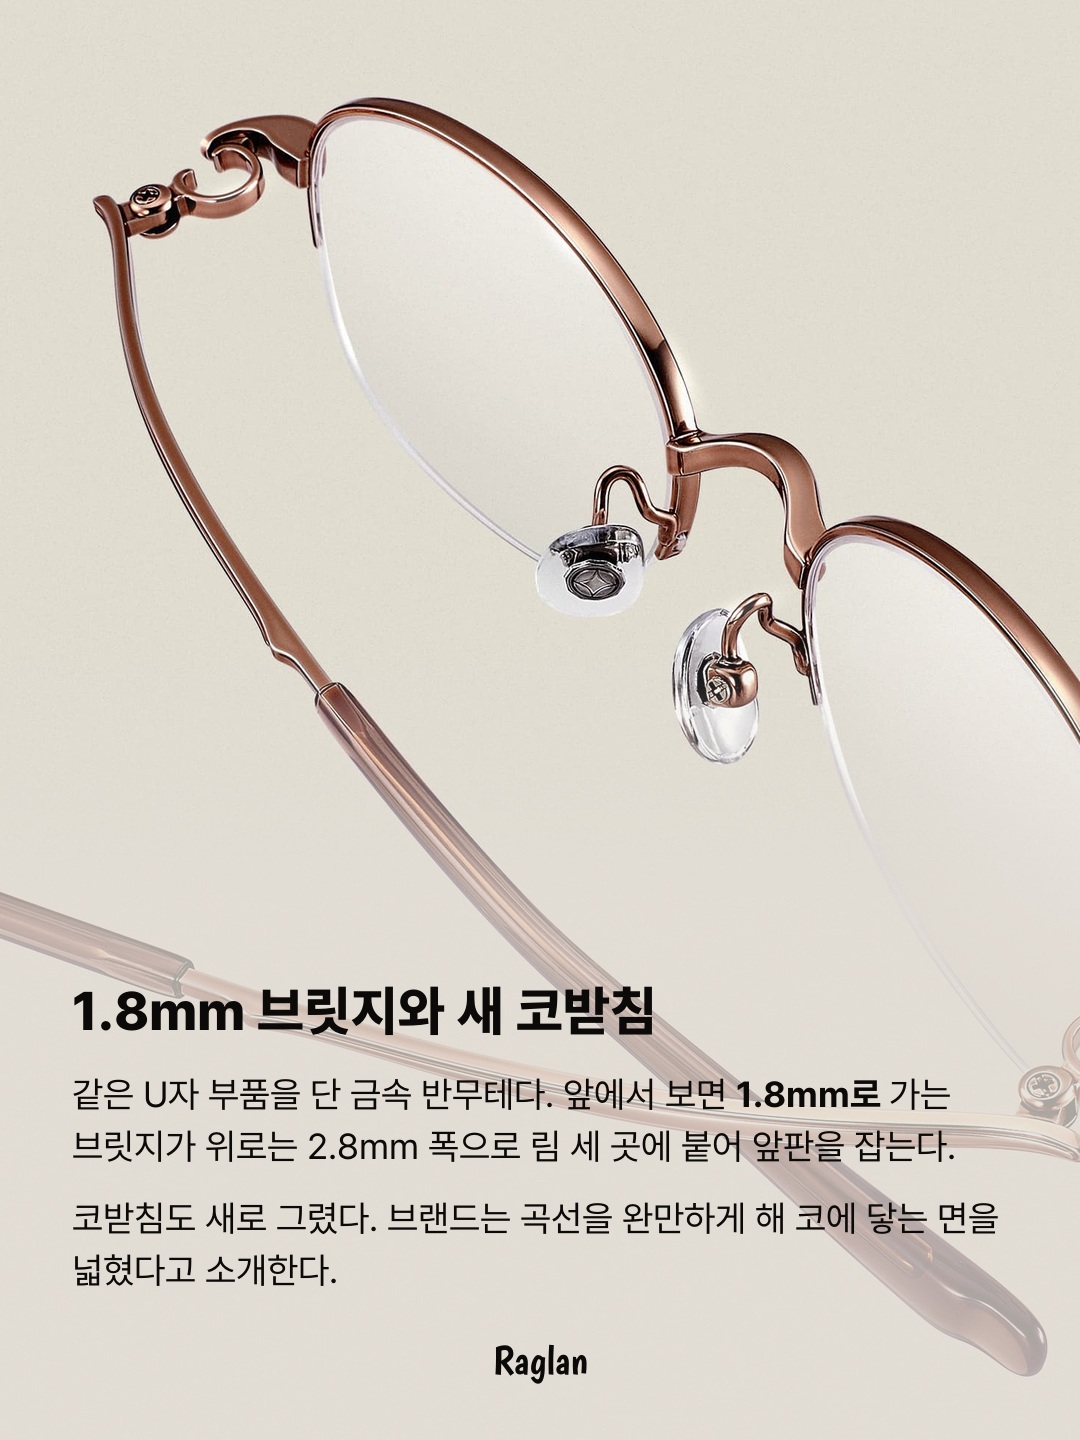 1.8mm 브릿지와 새 코받침
같은 U자 부품을 단 금속 반무테다. 앞에서 보면 1.8mm로 가는
브릿지가 위로는 2.8mm 폭으로 림 세 곳에 붙어 앞판을 잡는다.
코받침도 새로 그렸다. 브랜드는 곡선을 완만하게 해 코에 닿는 면을
넓혔다고 소개한다.
Raglan